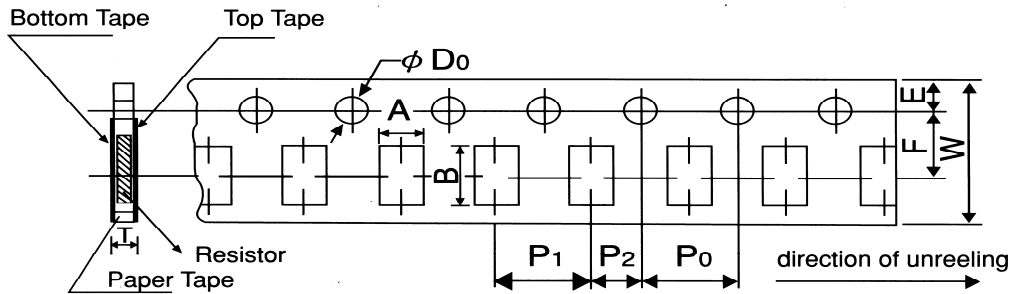 Bottom Tape
Top Tape
ϕ D0
A
B
E
F
W
T
Resistor
Paper Tape
P1
P2
P0
direction of unreeling